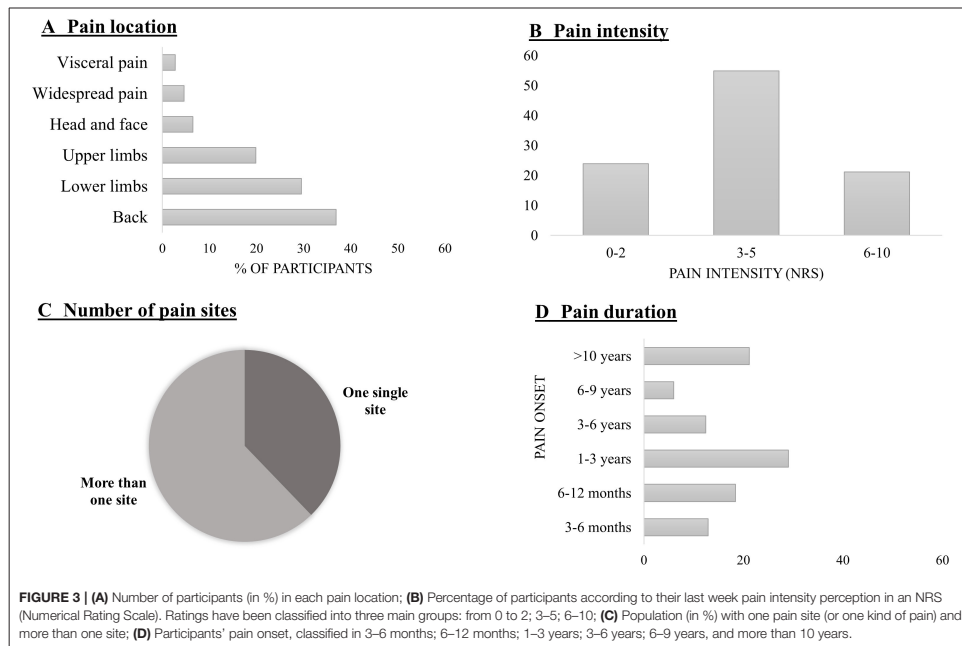 A Pain location
Visceral pain
Widespread pain
Head and face
Upper limbs
Lower limbs
Back
0 10 20 30 40 50 60
% OF PARTICIPANTS
B Pain intensity
60
50
40
30
20
10
0
0-2 3-5 6-10
PAIN INTENSITY (NRS)
C Number of pain sites
One single
site
More than
one site
D Pain duration
PAIN ONSET
>10 years
6-9 years
3-6 years
1-3 years
6-12 months
3-6 months
0 20 40 60
FIGURE 3 | (A) Number of participants (in %) in each pain location; (B) Percentage of participants according to their last week pain intensity perception in an NRS
(Numerical Rating Scale). Ratings have been classified into three main groups: from 0 to 2; 3–5; 6–10; (C) Population (in %) with one pain site (or one kind of pain) and
more than one site; (D) Participants’ pain onset, classified in 3–6 months; 6–12 months; 1–3 years; 3–6 years; 6–9 years, and more than 10 years.